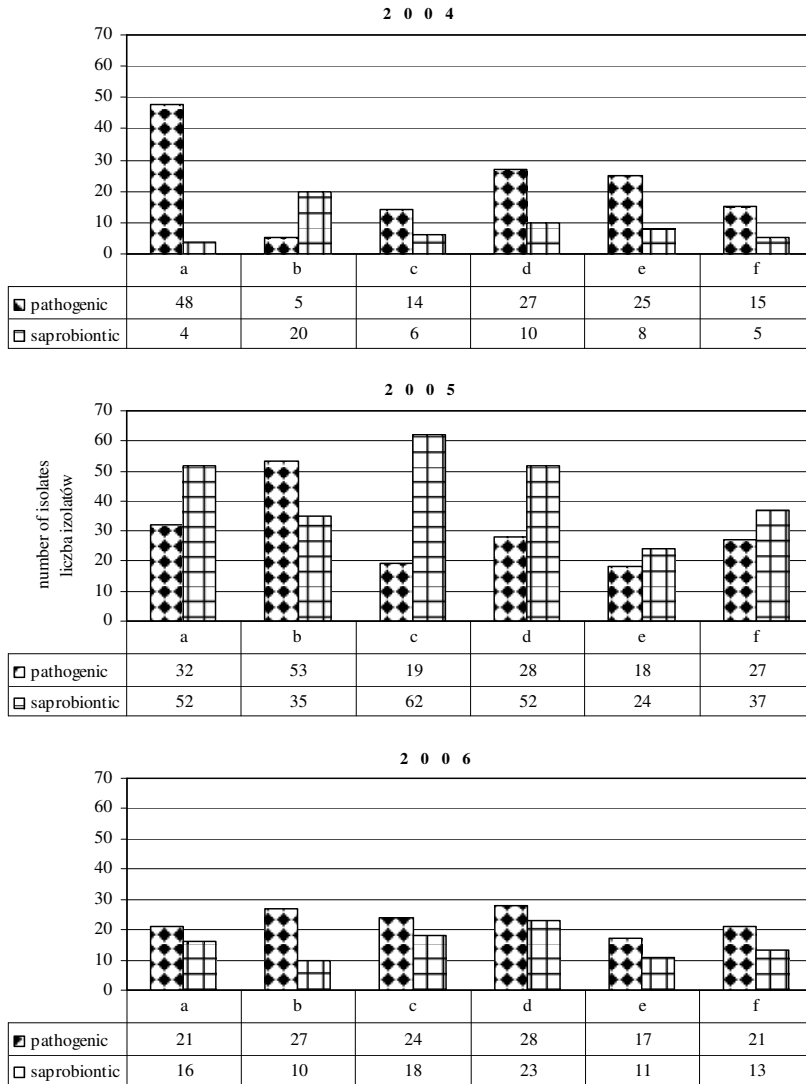 2 0 0 4
70
60
50
40
30
20
10
0
a b c d e f
pathogenic 48 5 14 27 25 15
saprobiontic 4 20 6 10 8 5
2 0 0 5
number of isolates
liczba izolatów
70
60
50
40
30
20
10
0
a b c d e f
pathogenic 32 53 19 28 18 27
saprobiontic 52 35 62 52 24 37
2 0 0 6
70
60
50
40
30
20
10
0
a b c d e f
pathogenic 21 27 24 28 17 21
saprobiontic 16 10 18 23 11 13